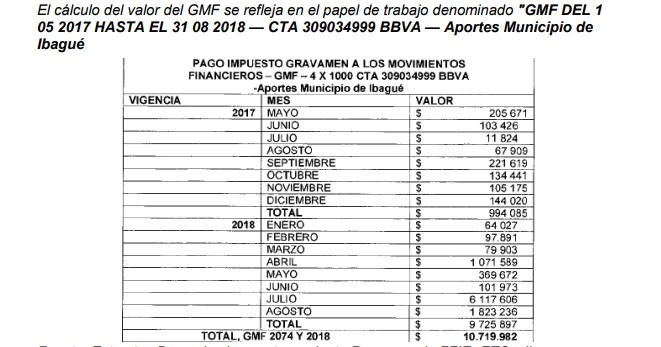 El cálculo del valor del GMF se refleja en el papel de trabajo denominado "GMF DEL 1
05 2017 HASTA EL 31 08 2018 — CTA 309034999 BBVA — Aportes Municipio de
Ibagué
PAGO IMPUESTO GRAVAMEN A LOS MOVIMIENTOS
FINANCIEROS – GMF – 4 X 1000 CTA 309034999 BBVA
-Aportes Municipio de Ibagué
VIGENCIA MES VALOR
2017 MAYO $ 205 671
JUNIO $ 103 426
JULIO $ 11 824
AGOSTO $ 67 909
SEPTIEMBRE $ 221 619
OCTUBRE $ 134 441
NOVIEMBRE $ 105 175
DICIEMBRE $ 144 020
TOTAL $ 994 085
2018 ENERO $ 64 027
FEBRERO $ 97.891
MARZO $ 79 903
ABRIL $ 1 071 589
MAYO $ 369 672
JUNIO $ 101 973
JULIO $ 6 117 606
AGOSTO $ 1 823 236
TOTAL $ 9 725 897
TOTAL, GMF 2074 Y 2018 $ 10.719.982